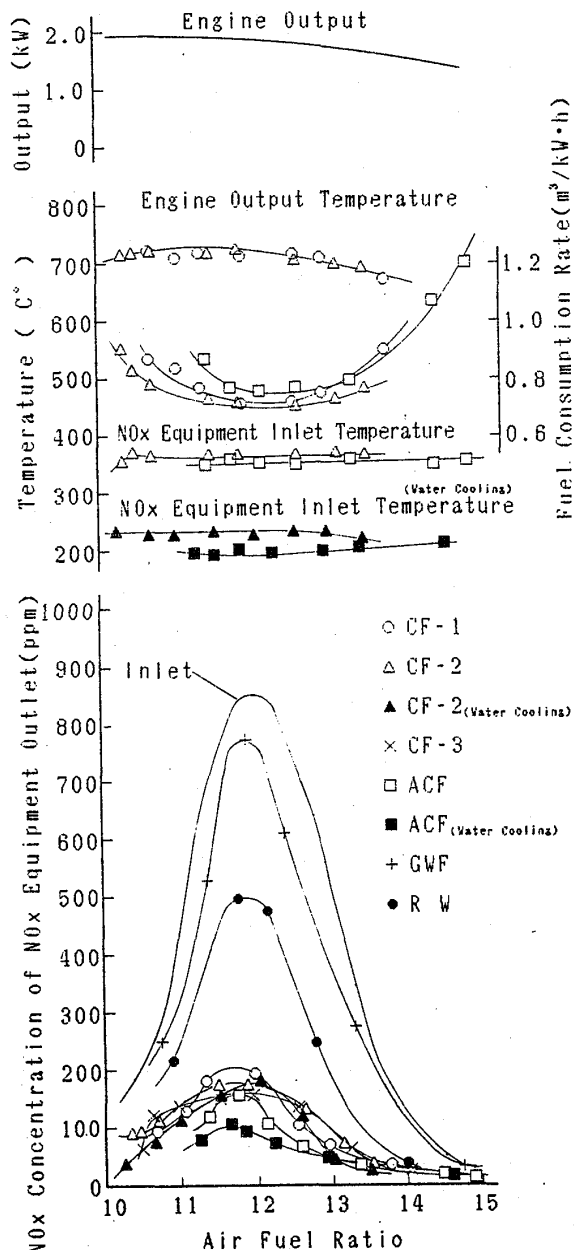 Engine Output
Output (kW)
2.0
1.0
0
Engine Output Temperature
Temperature ( C° )
800
700
600
500
400
300
200
Fuel Consumption Rate(m³/kW·h)
1.2
1.0
0.8
0.6
NOx Equipment Inlet Temperature
(Water Cooling)
NOx Equipment Inlet Temperature
NOx Concentration of NOx Equipment Outlet(ppm)
1000
900
800
700
600
500
400
300
200
100
0
Inlet
CF-1
CF-2
CF-2(Water Cooling)
CF-3
ACF
ACF(Water Cooling)
GWF
R W
10 11 12 13 14 15
Air Fuel Ratio